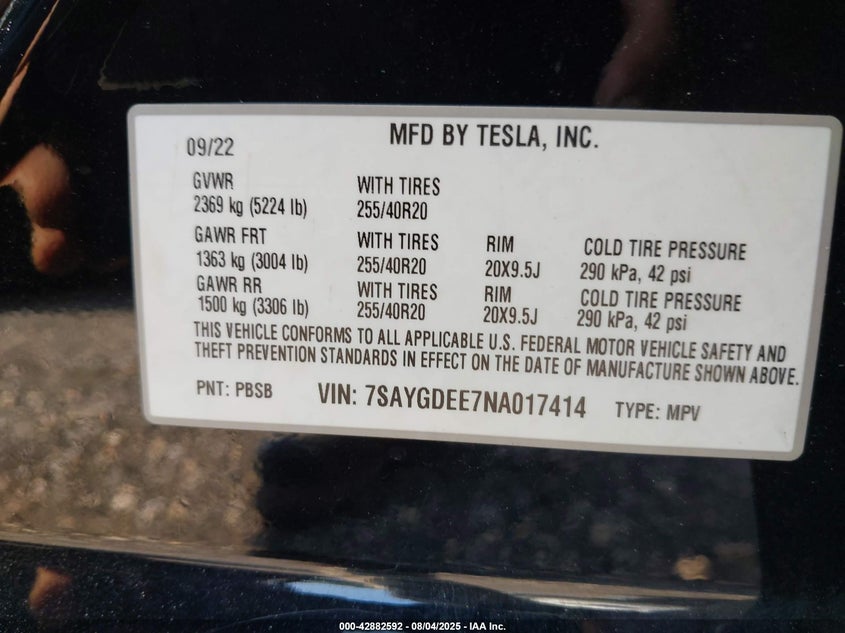 09/22 MFD BY TESLA, INC.
GVWR WITH TIRES
2369 kg (5224 lb) 255/40R20
GAWR FRT WITH TIRES RIM COLD TIRE PRESSURE
1363 kg (3004 lb) 255/40R20 20X9.5J 290 kPa, 42 psi
GAWR RR WITH TIRES RIM COLD TIRE PRESSURE
1500 kg (3306 lb) 255/40R20 20X9.5J 290 kPa, 42 psi
THIS VEHICLE CONFORMS TO ALL APPLICABLE U.S. FEDERAL MOTOR VEHICLE SAFETY AND
THEFT PREVENTION STANDARDS IN EFFECT ON THE DATE OF MANUFACTURE SHOWN ABOVE.
PNT: PBSB VIN: 7SAYGDEE7NA017414 TYPE: MPV
000-42882592 - 08/04/2025 - IAA Inc.